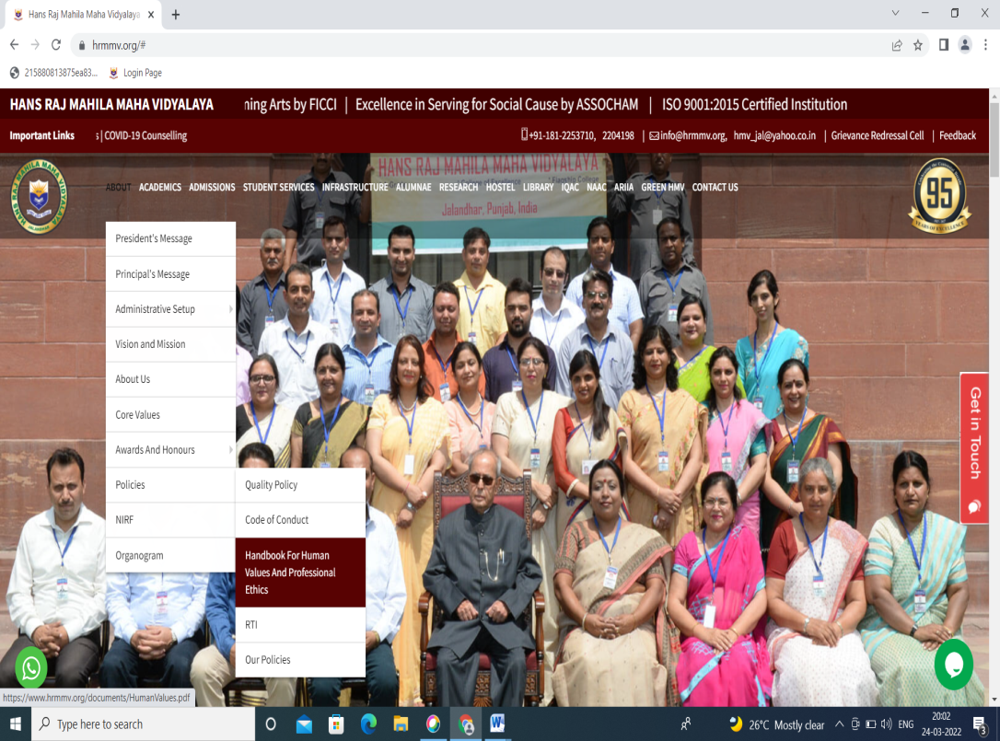 Hans Raj Mahila Maha Vidyalaya
hrmmv.org/#
215880813875ea83... Login Page
HANS RAJ MAHILA MAHA VIDYALAYA ning Arts by FICCI | Excellence in Serving for Social Cause by ASSOCHAM | ISO 9001:2015 Certified Institution
Important Links s | COVID-19 Counselling +91-181-2253710, 2204198 | info@hrmmv.org, hmv_jal@yahoo.co.in | Grievance Redressal Cell | Feedback
HANS RAJ MAHILA MAHA VIDYALAYA
ABOUT ACADEMICS ADMISSIONS STUDENT SERVICES INFRASTRUCTURE ALUMNAE RESEARCH HOSTEL LIBRARY IQAC NAAC ARIIA GREEN HMV CONTACT US
Jalandhar, Punjab, India
95
YEARS OF EXCELLENCE
President's Message
Principal's Message
Administrative Setup
Vision and Mission
About Us
Core Values
Awards And Honours
Policies
NIRF
Organogram
Quality Policy
Code of Conduct
Handbook For Human
Values And Professional
Ethics
RTI
Our Policies
Get in Touch
https://www.hrmmv.org/documents/HumanValues.pdf
Type here to search
26°C Mostly clear
ENG
20:02
24-03-2022
3